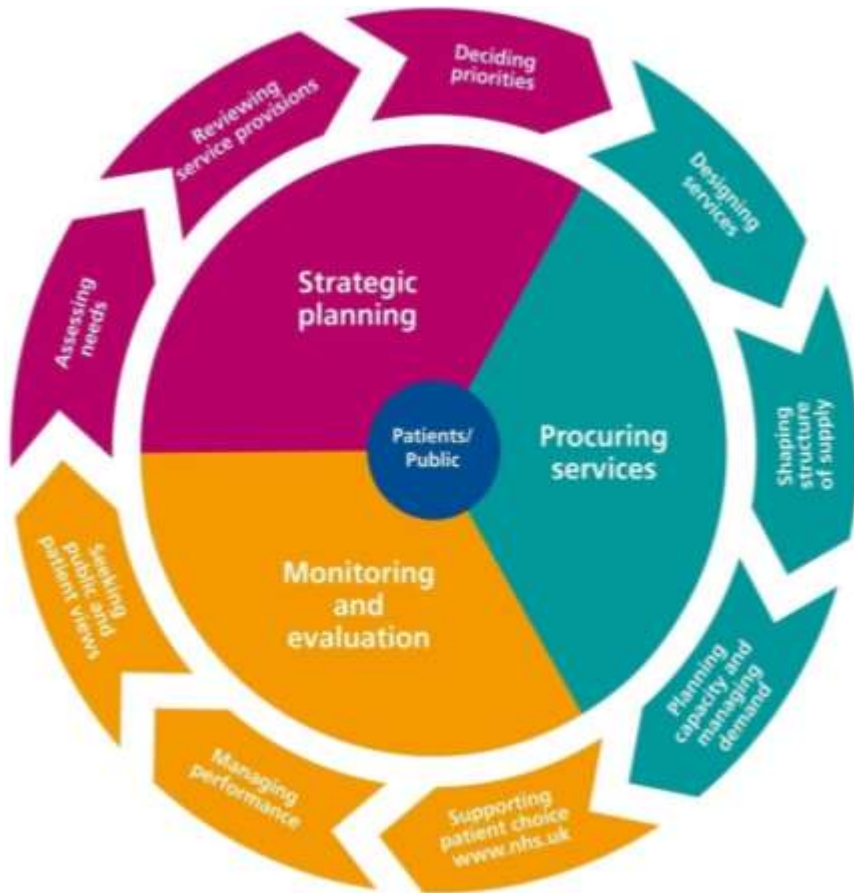 Deciding
priorities
Designing
services
Shaping
structure
of supply
Planning
capacity and
managing
demand
Supporting
patient choice
www.nhs.uk
Managing
performance
Seeking
public and
patient views
Assessing
needs
Reviewing
service provisions
Strategic
planning
Procuring
services
Monitoring
and
evaluation
Patients/
Public